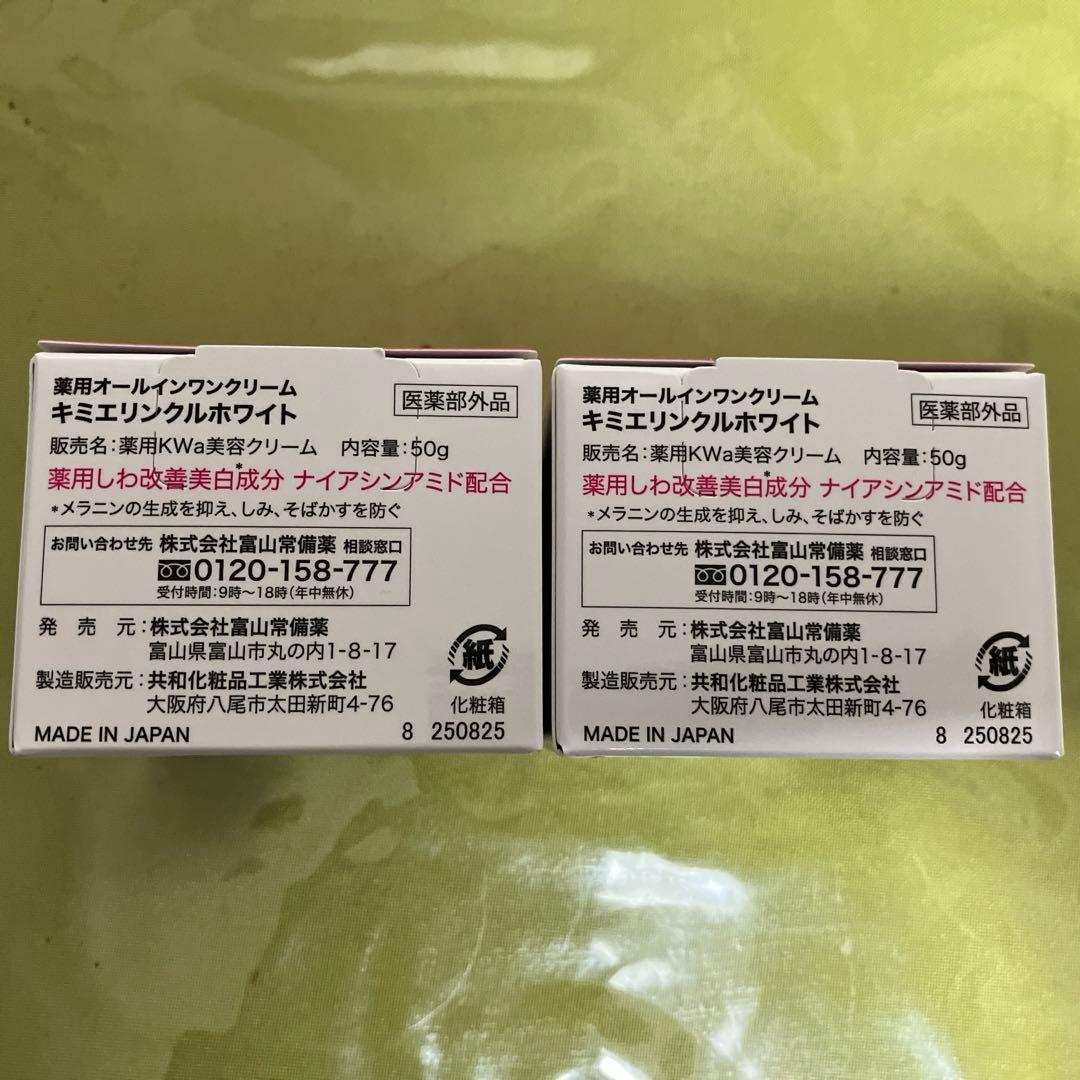 薬用オールインワンクリーム
キミエリンクルホワイト
医薬部外品
販売名:薬用KWa美容クリーム 内容量:50g
薬用しわ改善美白*成分 ナイアシンアミド配合
*メラニンの生成を抑え、しみ、そばかすを防ぐ
お問い合わせ先 株式会社富山常備薬 相談窓口
0120-158-777
受付時間:9時〜18時(年中無休)
発売元:株式会社富山常備薬
富山県富山市丸の内1-8-17
製造販売元:共和化粧品工業株式会社
大阪府八尾市太田新町4-76
紙
化粧箱
MADE IN JAPAN 8 250825
薬用オールインワンクリーム
キミエリンクルホワイト
医薬部外品
販売名:薬用KWa美容クリーム 内容量:50g
薬用しわ改善美白*成分 ナイアシンアミド配合
*メラニンの生成を抑え、しみ、そばかすを防ぐ
お問い合わせ先 株式会社富山常備薬 相談窓口
0120-158-777
受付時間:9時〜18時(年中無休)
発売元:株式会社富山常備薬
富山県富山市丸の内1-8-17
製造販売元:共和化粧品工業株式会社
大阪府八尾市太田新町4-76
紙
化粧箱
MADE IN JAPAN 8 250825